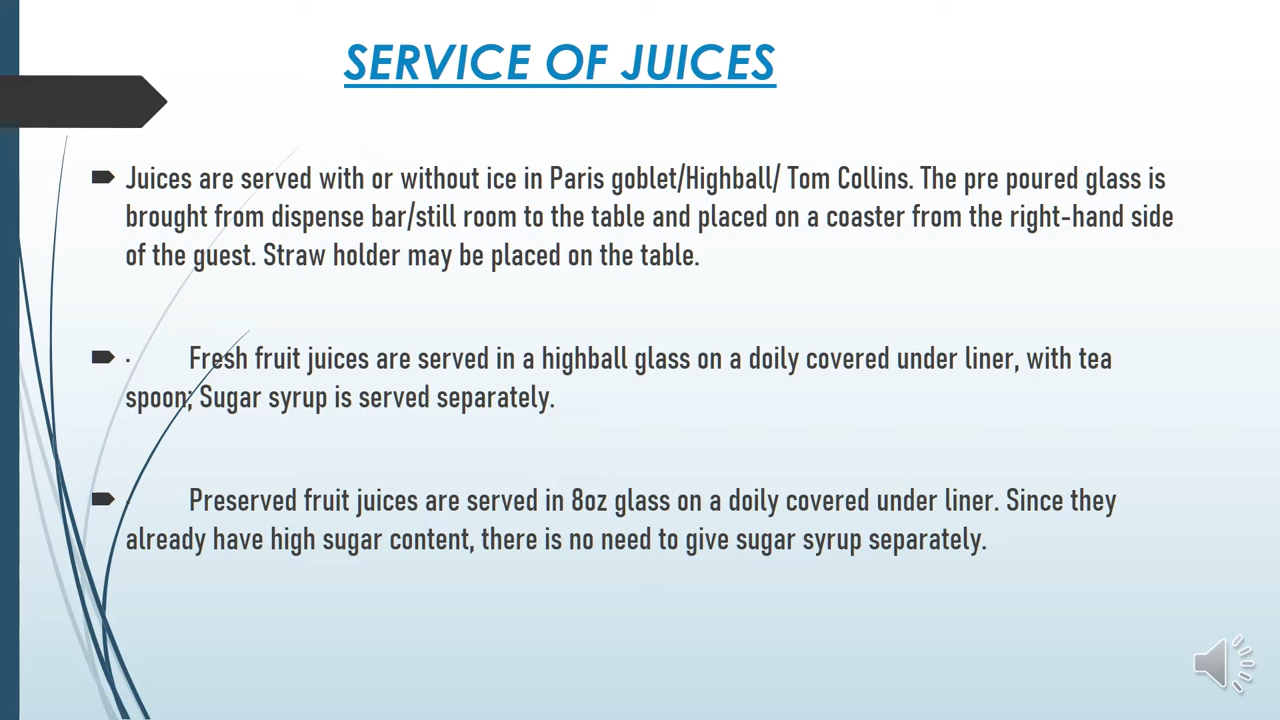 SERVICE OF JUICES
Juices are served with or without ice in Paris goblet/Highball/ Tom Collins. The pre poured glass is
brought from dispense bar/still room to the table and placed on a coaster from the right-hand side
of the guest. Straw holder may be placed on the table.
· Fresh fruit juices are served in a highball glass on a doily covered under liner, with tea
spoon; Sugar syrup is served separately.
· Preserved fruit juices are served in 8oz glass on a doily covered under liner. Since they
already have high sugar content, there is no need to give sugar syrup separately.